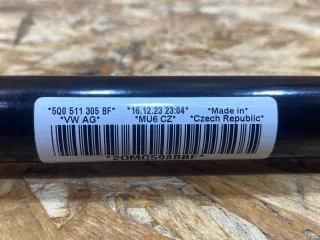 *5Q0 511 305 BF* *16.12.23 23:04* *Made in*
*VW AG* *MU6 CZ* *Czech Republic*